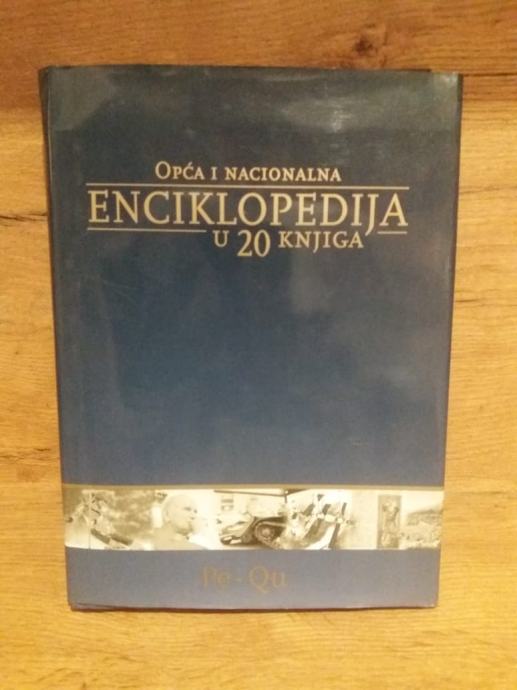 OPĆA I NACIONALNA
ENCIKLOPEDIJA
U 20 KNJIGA
Pe - Qu